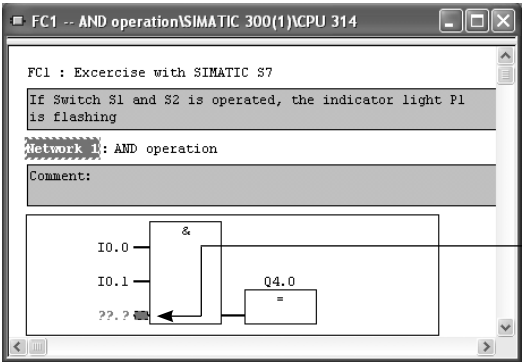 FC1 -- AND operation\SIMATIC 300(1)\CPU 314
FC1 : Excercise with SIMATIC S7
If Switch S1 and S2 is operated, the indicator light P1
is flashing
Network 1: AND operation
Comment:
&
I0.0
I0.1
Q4.0
??.?
=